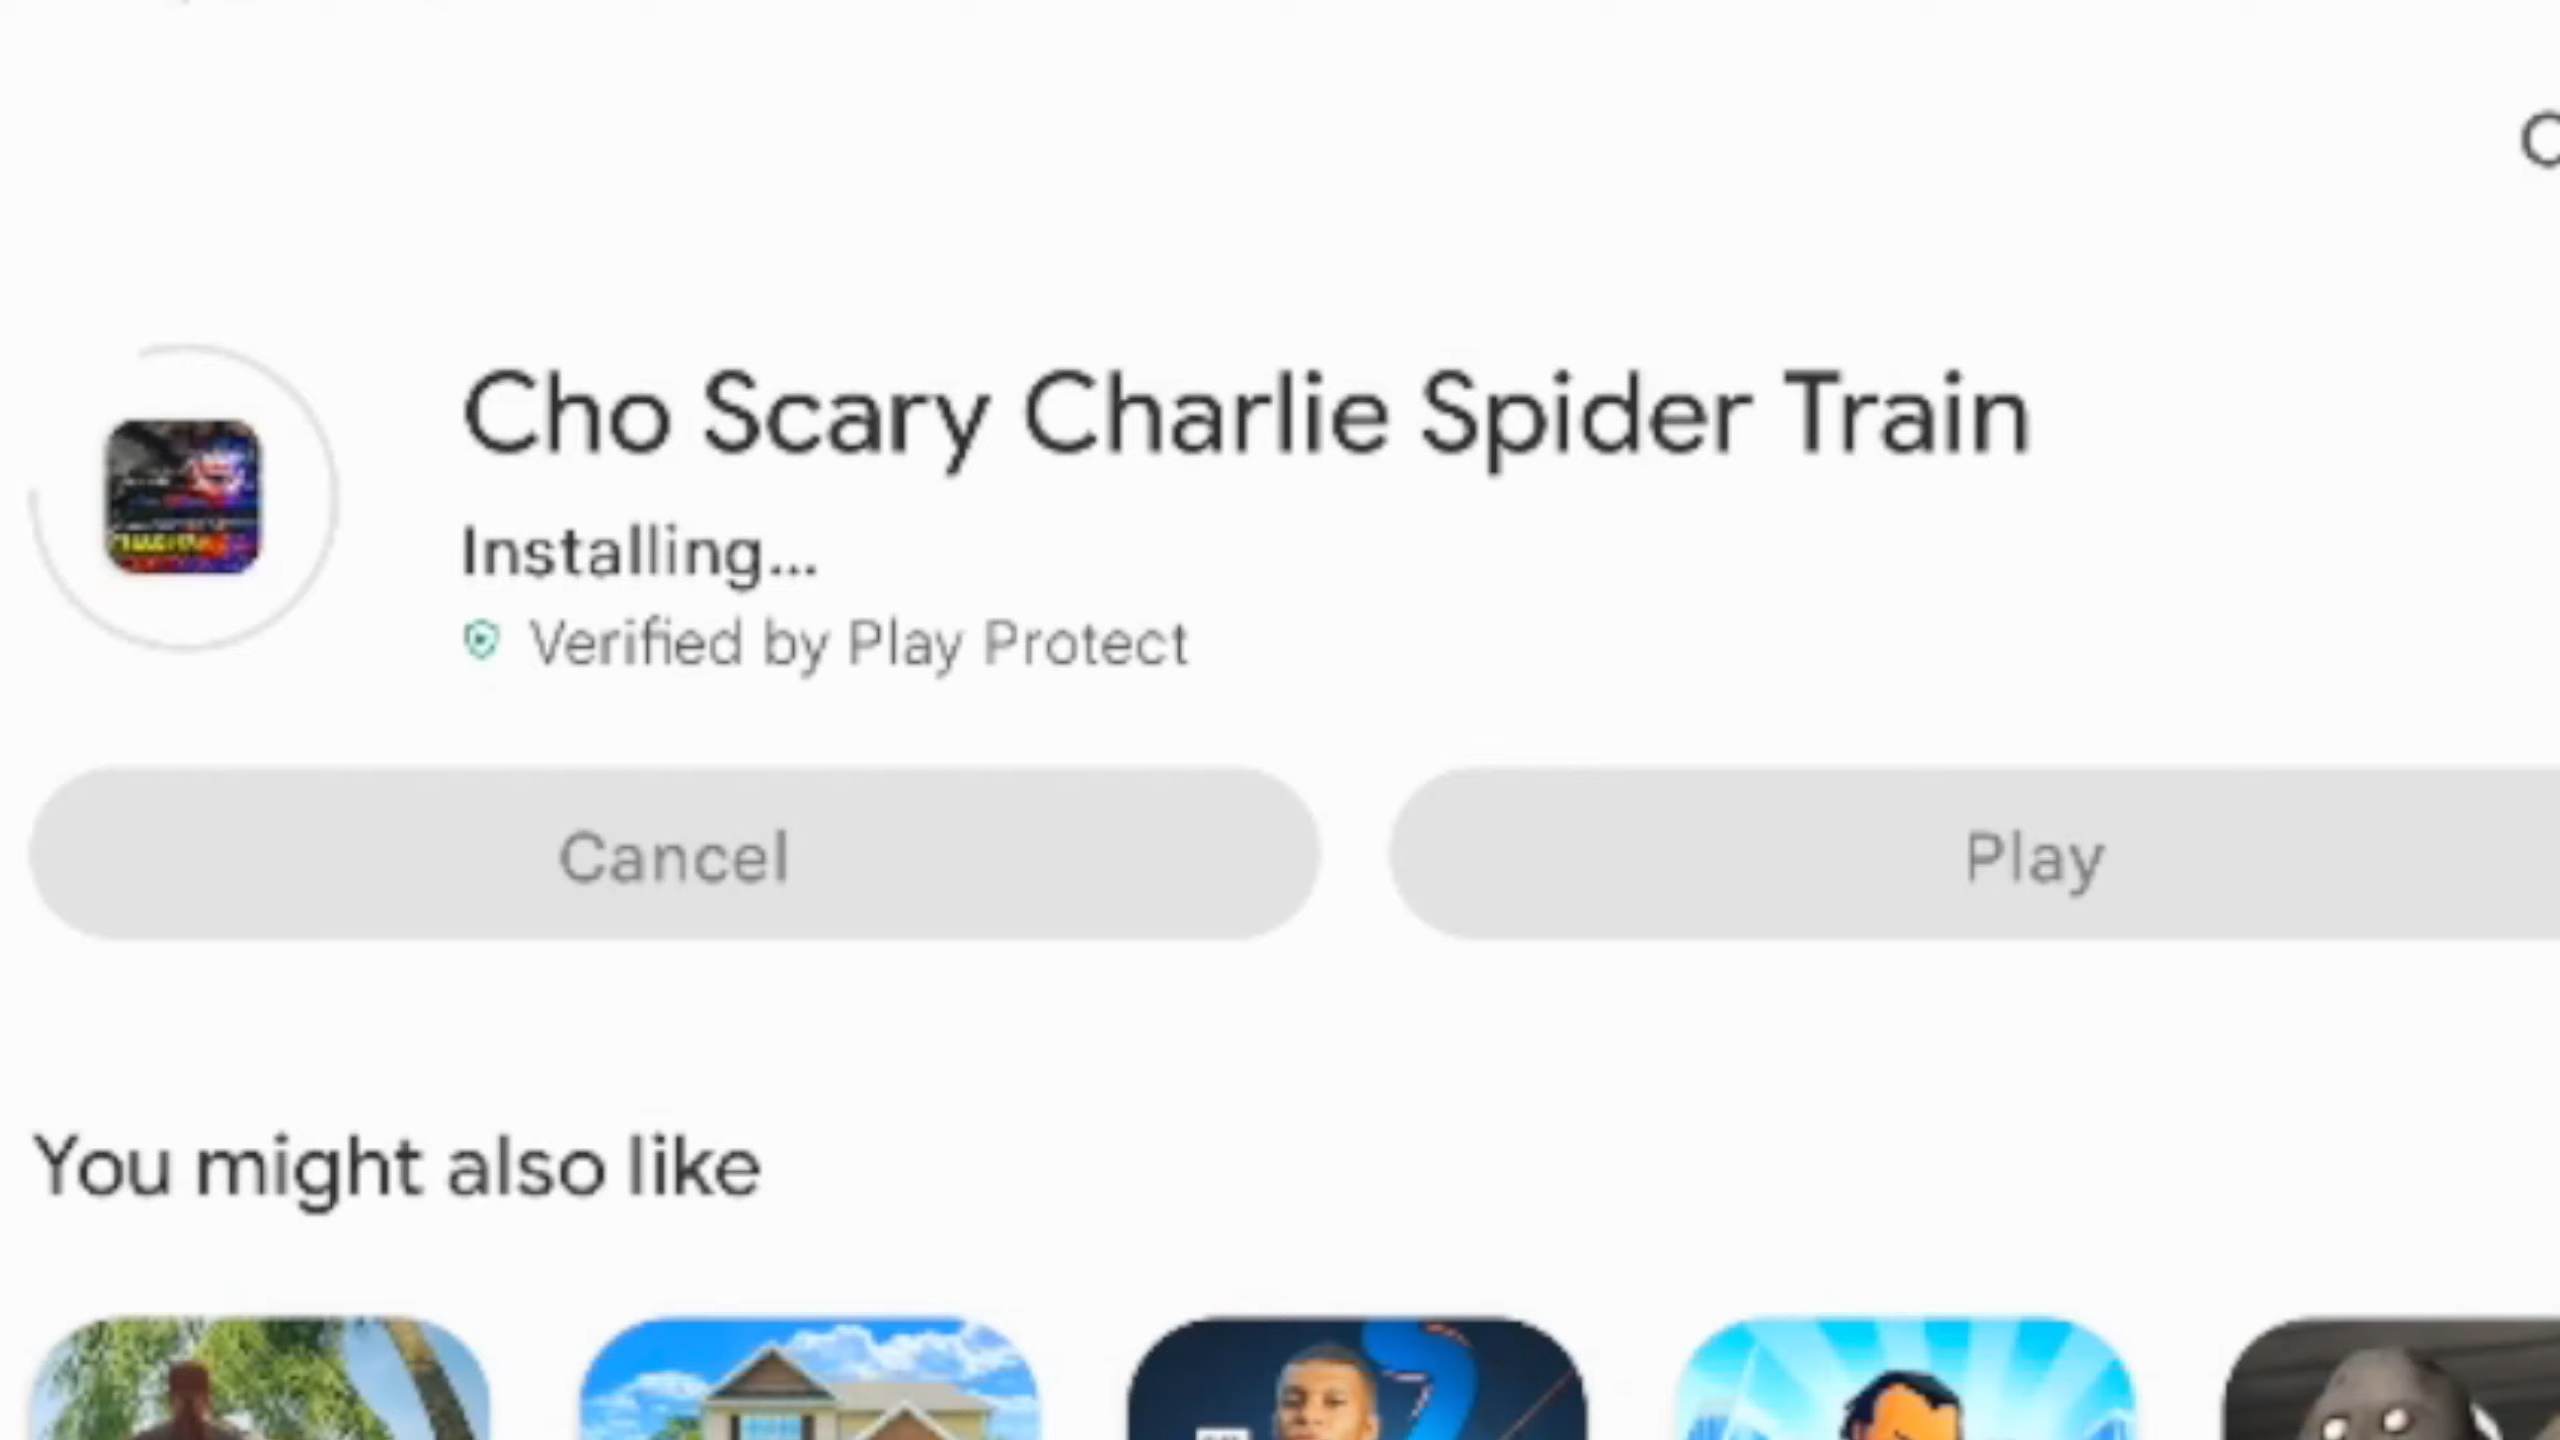 Cho Scary Charlie Spider Train
Installing...
Verified by Play Protect
Cancel
Play
You might also like